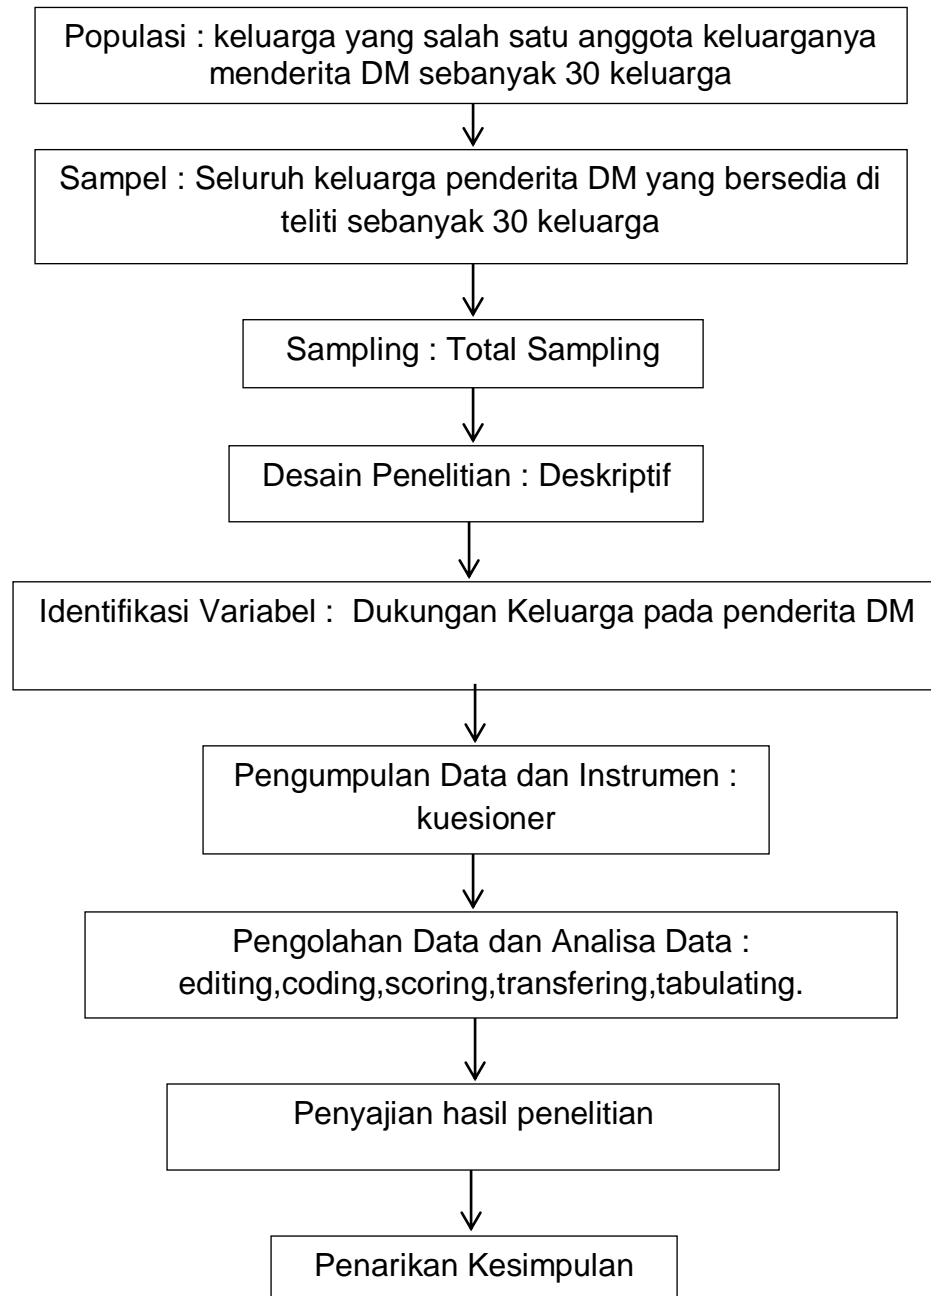 Populasi : keluarga yang salah satu anggota keluarganya
menderita DM sebanyak 30 keluarga
Sampel : Seluruh keluarga penderita DM yang bersedia di
teliti sebanyak 30 keluarga
Sampling : Total Sampling
Desain Penelitian : Deskriptif
Identifikasi Variabel :  Dukungan Keluarga pada penderita DM
Pengumpulan Data dan Instrumen :
kuesioner
Pengolahan Data dan Analisa Data :
editing,coding,scoring,transfering,tabulating.
Penyajian hasil penelitian
Penarikan Kesimpulan